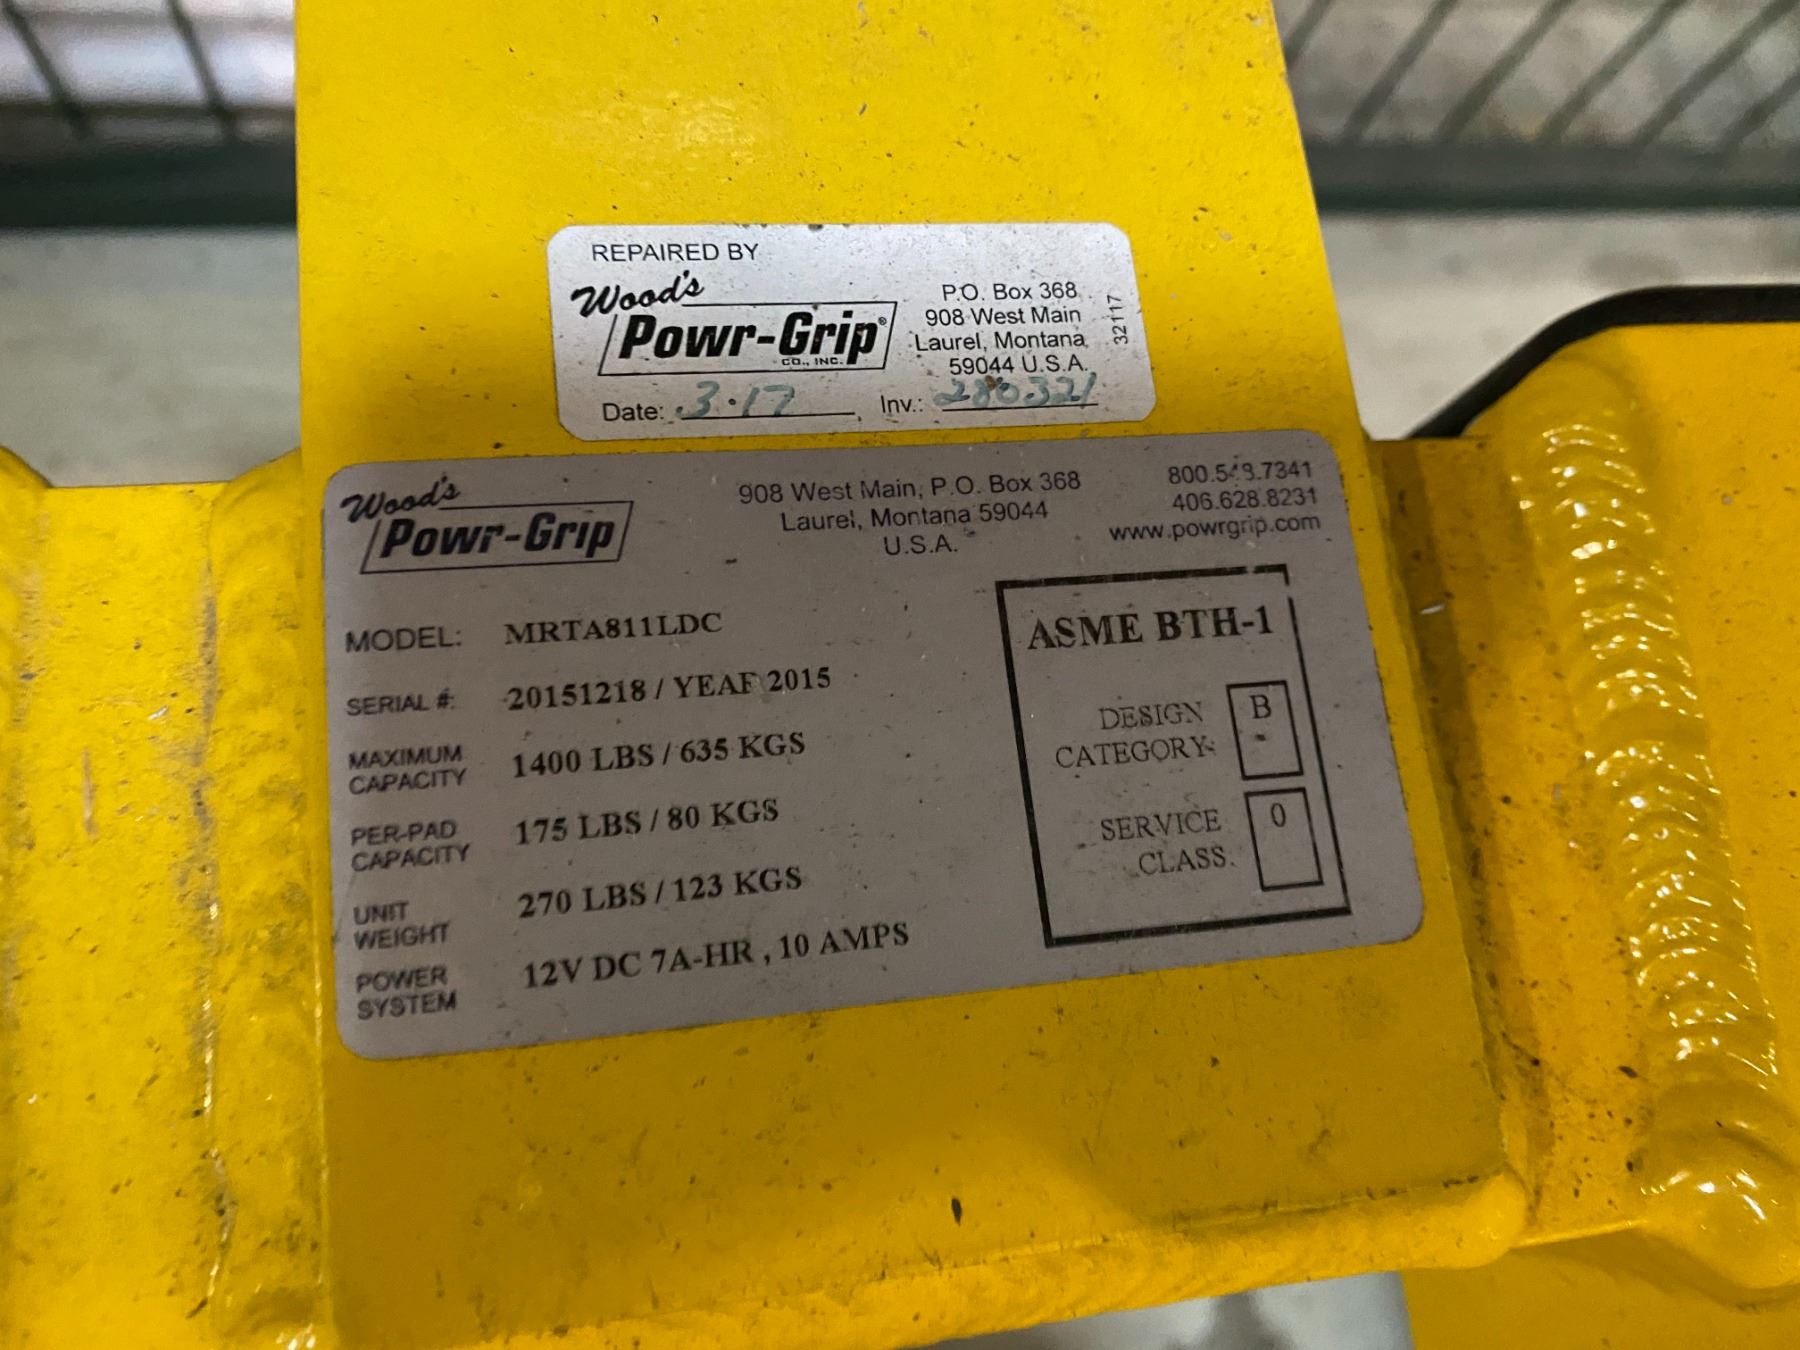 REPAIRED BY
Wood's
Powr-Grip®
CO., INC.
P.O. Box 368
908 West Main
Laurel, Montana
59044 U.S.A.
32117
Date: 3·17 Inv.: 280321
Wood's
Powr-Grip
908 West Main, P.O. Box 368
Laurel, Montana 59044
U.S.A.
406.628.8231
www.powrgrip.com
MODEL: MRTA811LDC
SERIAL #: 20151218 / YEAR 2015
MAXIMUM
CAPACITY 1400 LBS / 635 KGS
PER-PAD
CAPACITY 175 LBS / 80 KGS
UNIT
WEIGHT 270 LBS / 123 KGS
POWER
SYSTEM 12V DC 7A-HR , 10 AMPS
ASME BTH-1
DESIGN
CATEGORY: B
SERVICE
CLASS 0